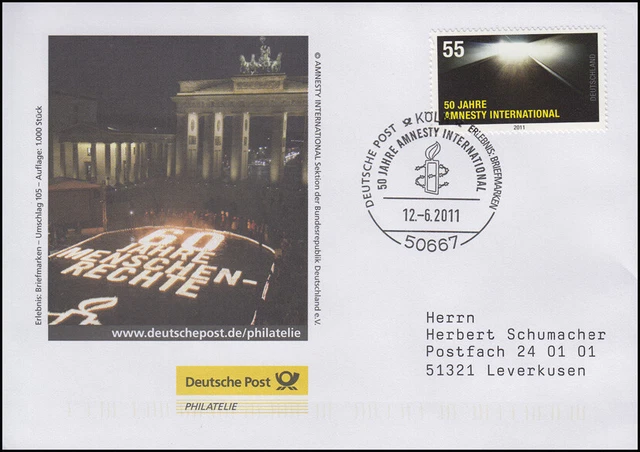 Erlebnis: Briefmarken – Umschlag 105 – Auflage: 1.000 Stück
© AMNESTY INTERNATIONAL Sektion der Bundesrepublik Deutschland e.V.
60
JAHRE
MENSCHEN-
RECHTE
www.deutschepost.de/philatelie
Deutsche Post
PHILATELIE
55
DEUTSCHLAND
50 JAHRE
AMNESTY INTERNATIONAL
2011
DEUTSCHE POST KÖL ERLEBNIS: BRIEFMARKEN
50 JAHRE AMNESTY INTERNATIONAL
12.-6.2011
50667
Herrn
Herbert Schumacher
Postfach 24 01 01
51321 Leverkusen